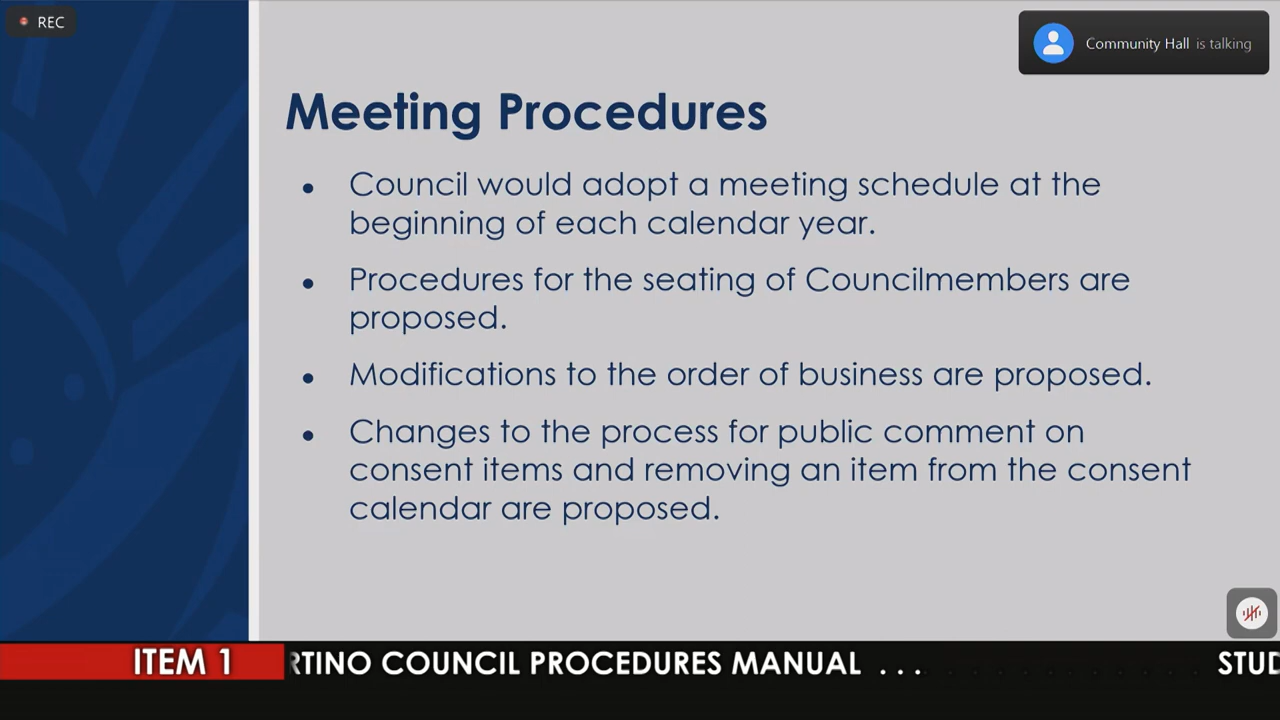 REC
Community Hall is talking
Meeting Procedures
• Council would adopt a meeting schedule at the
beginning of each calendar year.
• Procedures for the seating of Councilmembers are
proposed.
• Modifications to the order of business are proposed.
• Changes to the process for public comment on
consent items and removing an item from the consent
calendar are proposed.
ITEM 1 RTINO COUNCIL PROCEDURES MANUAL ... STUD